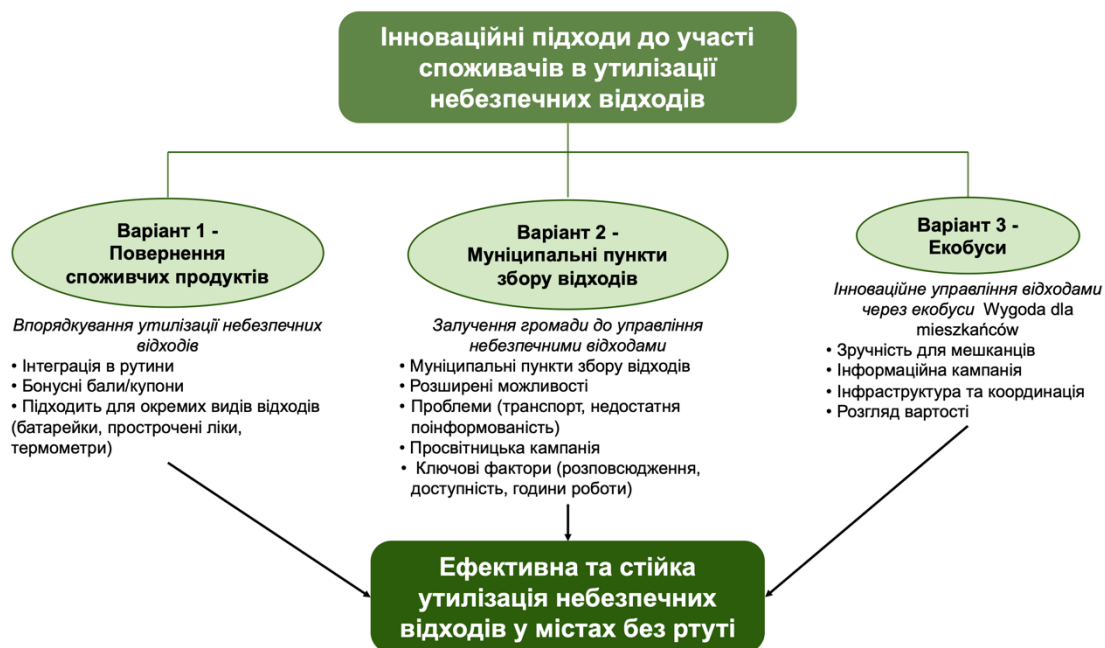 Інноваційні підходи до участі
споживачів в утилізації
небезпечних відходів
Варіант 1 -
Повернення
споживчих продуктів
Впорядкування утилізації небезпечних
відходів
• Інтеграція в рутини
• Бонусні бали/купони
• Підходить для окремих видів відходів
(батарейки, прострочені ліки,
термометри)
Варіант 2 -
Муніципальні пункти
збору відходів
Залучення громади до управління
небезпечними відходами
• Муніципальні пункти збору відходів
• Розширені можливості
• Проблеми (транспорт, недостатня
поінформованість)
• Просвітницька кампанія
• Ключові фактори (розповсюдження,
доступність, години роботи)
Варіант 3 -
Екобуси
Інноваційне управління відходами
через екобуси Wygoda dla
mieszkańców
• Зручність для мешканців
• Інформаційна кампанія
• Інфраструктура та координація
• Розгляд вартості
Ефективна та стійка
утилізація небезпечних
відходів у містах без ртуті